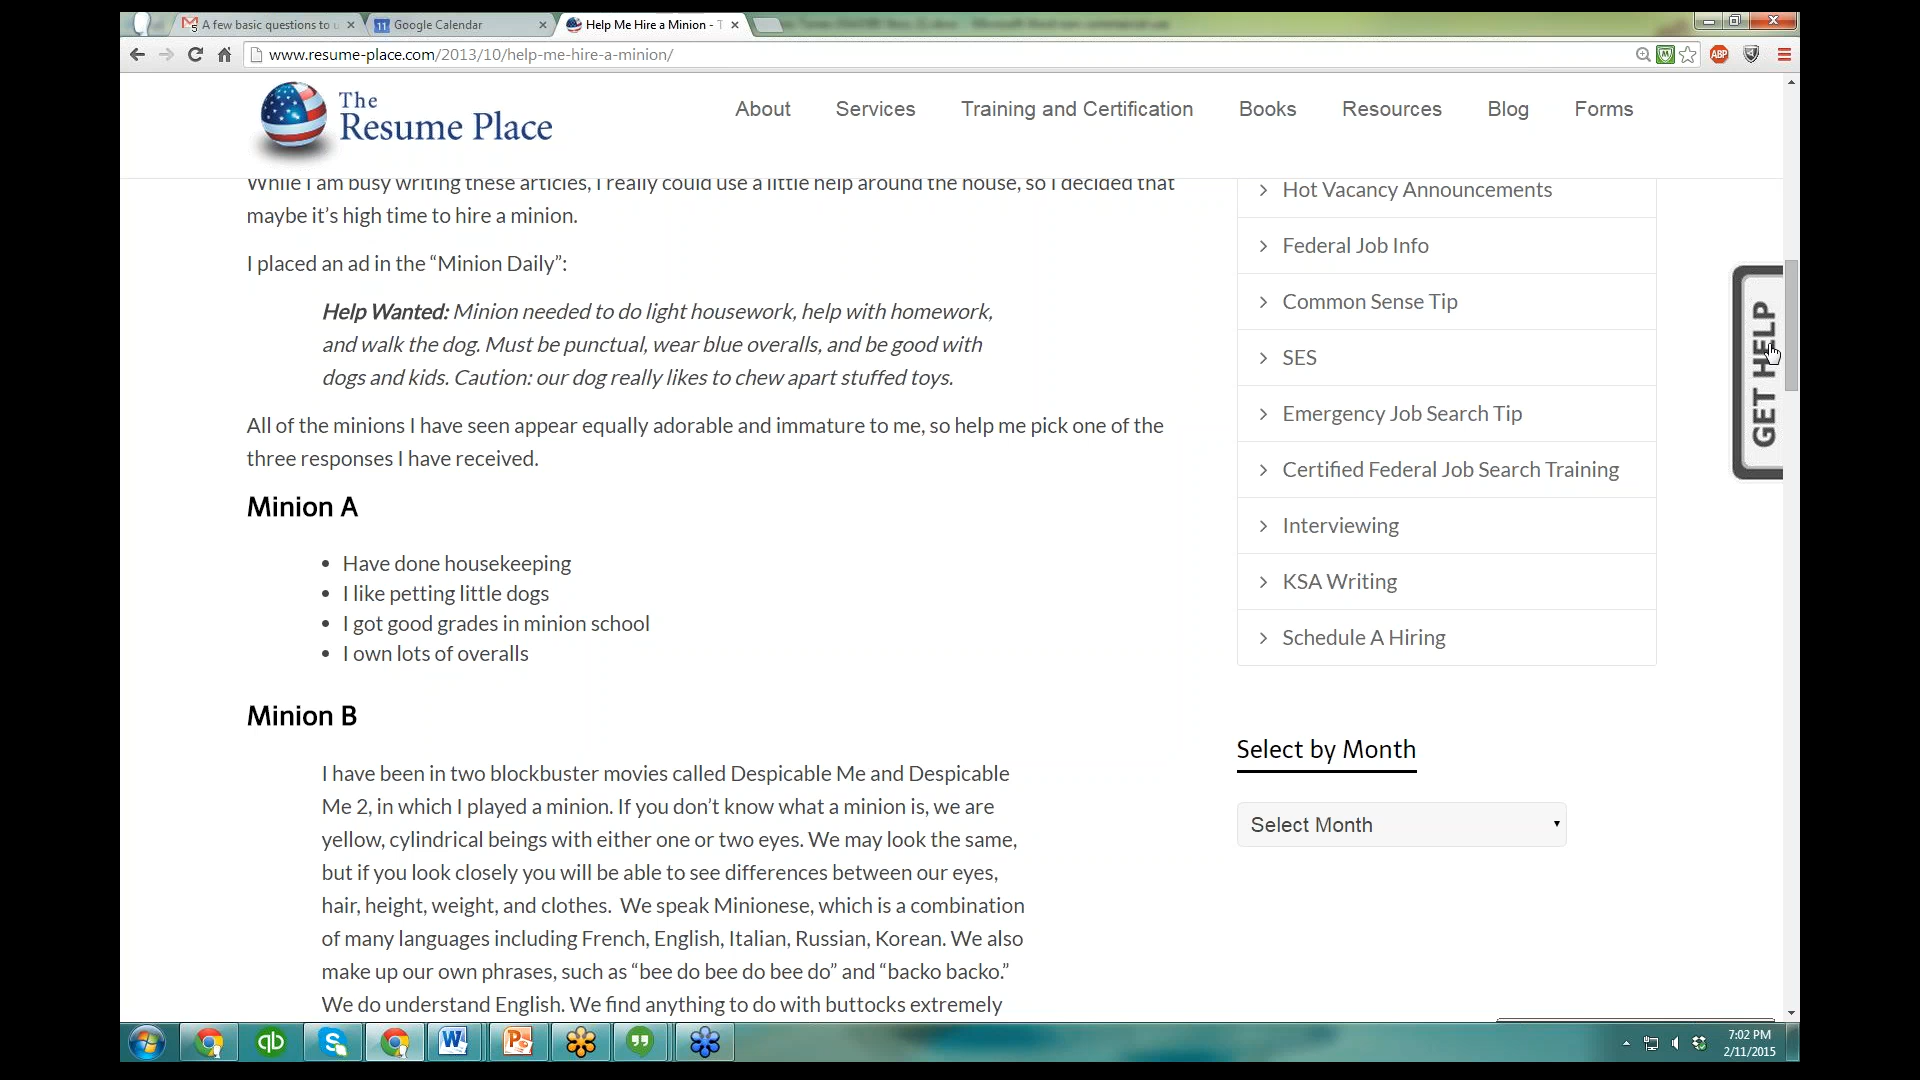 A few basic questions to
Google Calendar
Help Me Hire a Minion - T
www.resume-place.com/2013/10/help-me-hire-a-minion/
ABP
The
Resume Place
About
Services
Training and Certification
Books
Resources
Blog
Forms
While I am busy writing these articles, I really could use a little help around the house, so I decided that
maybe it’s high time to hire a minion.
I placed an ad in the “Minion Daily”:
Help Wanted: Minion needed to do light housework, help with homework,
and walk the dog. Must be punctual, wear blue overalls, and be good with
dogs and kids. Caution: our dog really likes to chew apart stuffed toys.
All of the minions I have seen appear equally adorable and immature to me, so help me pick one of the
three responses I have received.
Minion A
• Have done housekeeping
• I like petting little dogs
• I got good grades in minion school
• I own lots of overalls
Minion B
I have been in two blockbuster movies called Despicable Me and Despicable
Me 2, in which I played a minion. If you don’t know what a minion is, we are
yellow, cylindrical beings with either one or two eyes. We may look the same,
but if you look closely you will be able to see differences between our eyes,
hair, height, weight, and clothes.  We speak Minionese, which is a combination
of many languages including French, English, Italian, Russian, Korean. We also
make up our own phrases, such as “bee do bee do bee do” and “backo backo.”
We do understand English. We find anything to do with buttocks extremely
Hot Vacancy Announcements
Federal Job Info
Common Sense Tip
SES
Emergency Job Search Tip
Certified Federal Job Search Training
Interviewing
KSA Writing
Schedule A Hiring
Select by Month
Select Month
GET HELP
7:02 PM
2/11/2015